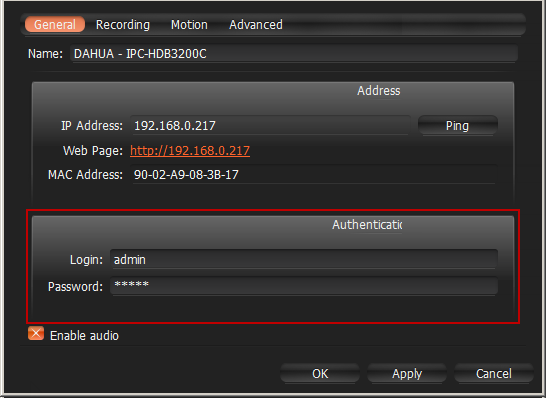 General Recording Motion Advanced
Name: DAHUA - IPC-HDB3200C
Address
IP Address: 192.168.0.217 Ping
Web Page: http://192.168.0.217
MAC Address: 90-02-A9-08-3B-17
Authenticatic
Login: admin
Password: *****
Enable audio
OK Apply Cancel